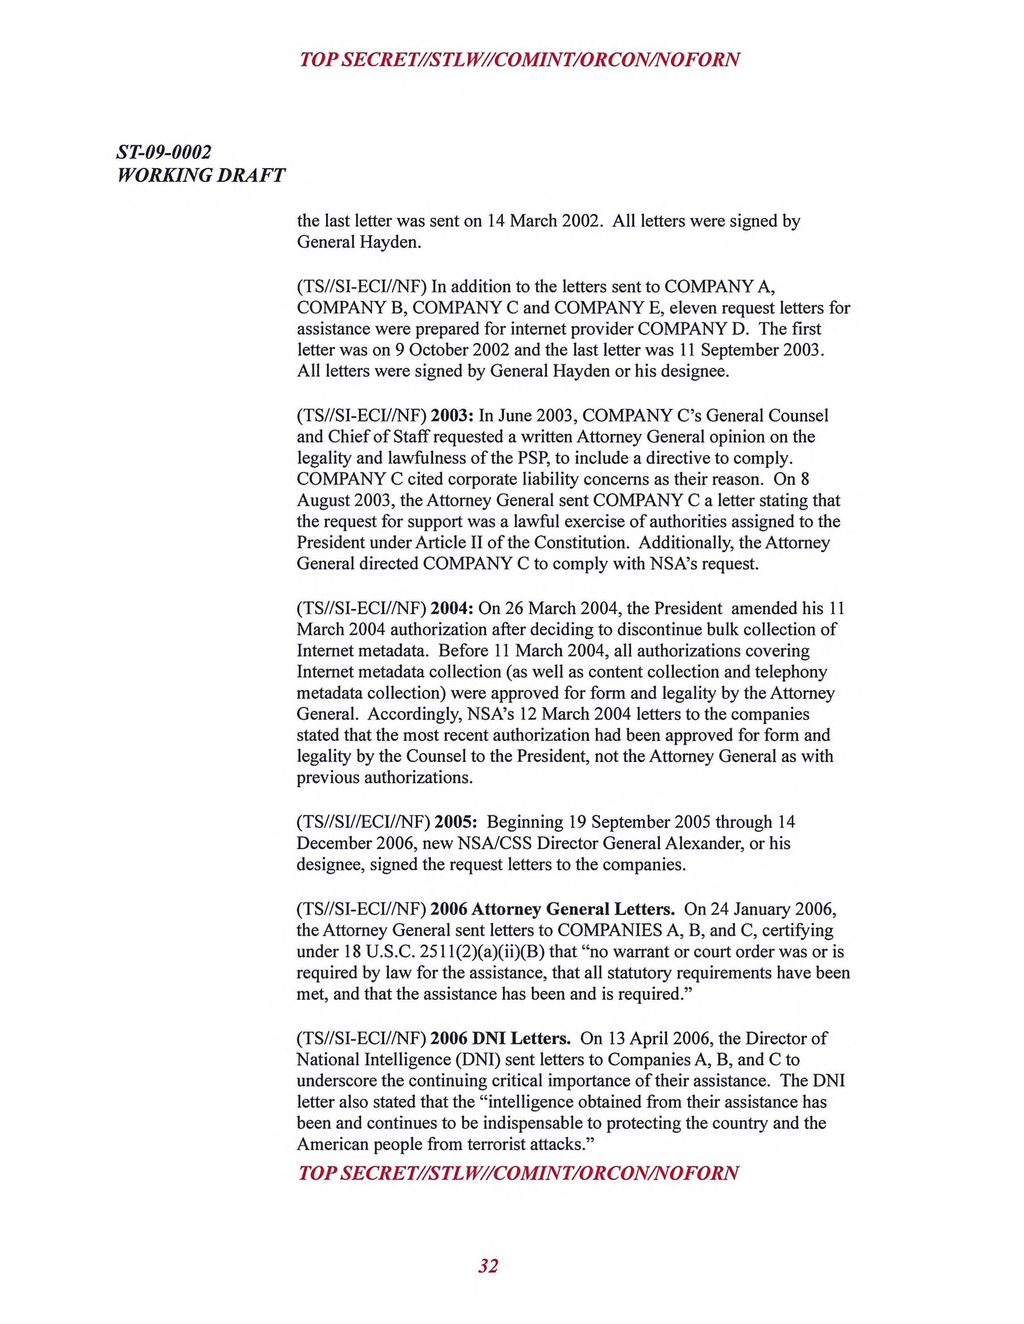 TOP SECRET//STLW//COMINT/ORCON/NOFORN
ST-09-0002
WORKING DRAFT
the last letter was sent on 14 March 2002. All letters were signed by
General Hayden.
(TS//SI-ECI//NF) In addition to the letters sent to COMPANY A,
COMPANY B, COMPANY C and COMPANY E, eleven request letters for
assistance were prepared for internet provider COMPANY D. The first
letter was on 9 October 2002 and the last letter was 11 September 2003.
All letters were signed by General Hayden or his designee.
(TS//SI-ECI//NF) 2003: In June 2003, COMPANY C's General Counsel
and Chief of Staff requested a written Attorney General opinion on the
legality and lawfulness of the PSP, to include a directive to comply.
COMPANY C cited corporate liability concerns as their reason. On 8
August 2003, the Attorney General sent COMPANY C a letter stating that
the request for support was a lawful exercise of authorities assigned to the
President under Article II of the Constitution. Additionally, the Attorney
General directed COMPANY C to comply with NSA's request.
(TS//SI-ECI//NF) 2004: On 26 March 2004, the President amended his 11
March 2004 authorization after deciding to discontinue bulk collection of
Internet metadata. Before 11 March 2004, all authorizations covering
Internet metadata collection (as well as content collection and telephony
metadata collection) were approved for form and legality by the Attorney
General. Accordingly, NSA's 12 March 2004 letters to the companies
stated that the most recent authorization had been approved for form and
legality by the Counsel to the President, not the Attorney General as with
previous authorizations.
(TS//SI//ECI//NF) 2005: Beginning 19 September 2005 through 14
December 2006, new NSA/CSS Director General Alexander, or his
designee, signed the request letters to the companies.
(TS//SI-ECI//NF) 2006 Attorney General Letters. On 24 January 2006,
the Attorney General sent letters to COMPANIES A, B, and C, certifying
under 18 U.S.C. 2511(2)(a)(ii)(B) that “no warrant or court order was or is
required by law for the assistance, that all statutory requirements have been
met, and that the assistance has been and is required.”
(TS//SI-ECI//NF) 2006 DNI Letters. On 13 April 2006, the Director of
National Intelligence (DNI) sent letters to Companies A, B, and C to
underscore the continuing critical importance of their assistance. The DNI
letter also stated that the “intelligence obtained from their assistance has
been and continues to be indispensable to protecting the country and the
American people from terrorist attacks.”
TOP SECRET//STLW//COMINT/ORCON/NOFORN
32